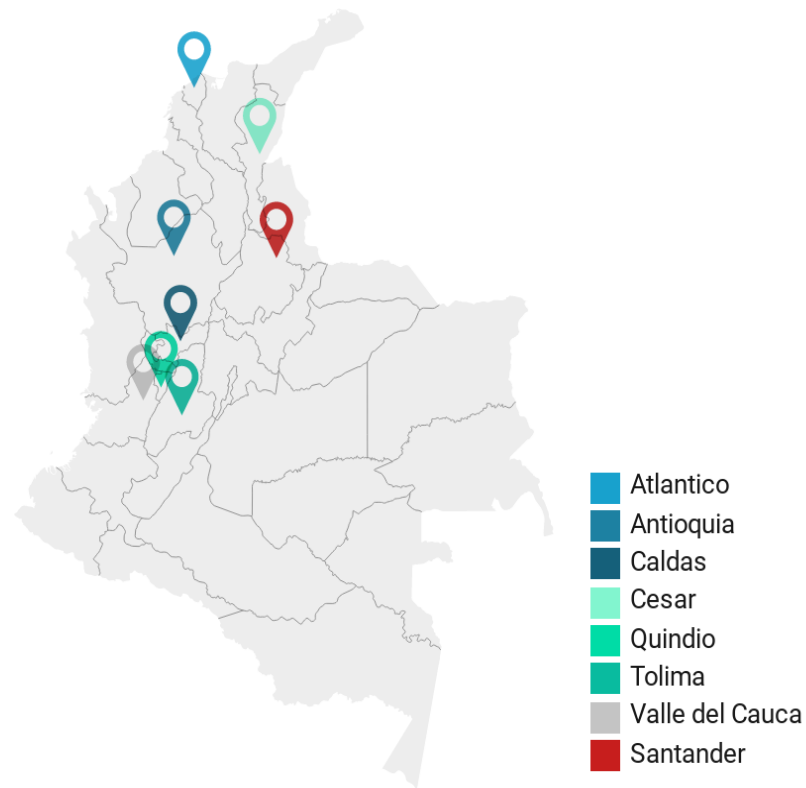 Atlantico
Antioquia
Caldas
Cesar
Quindio
Tolima
Valle del Cauca
Santander